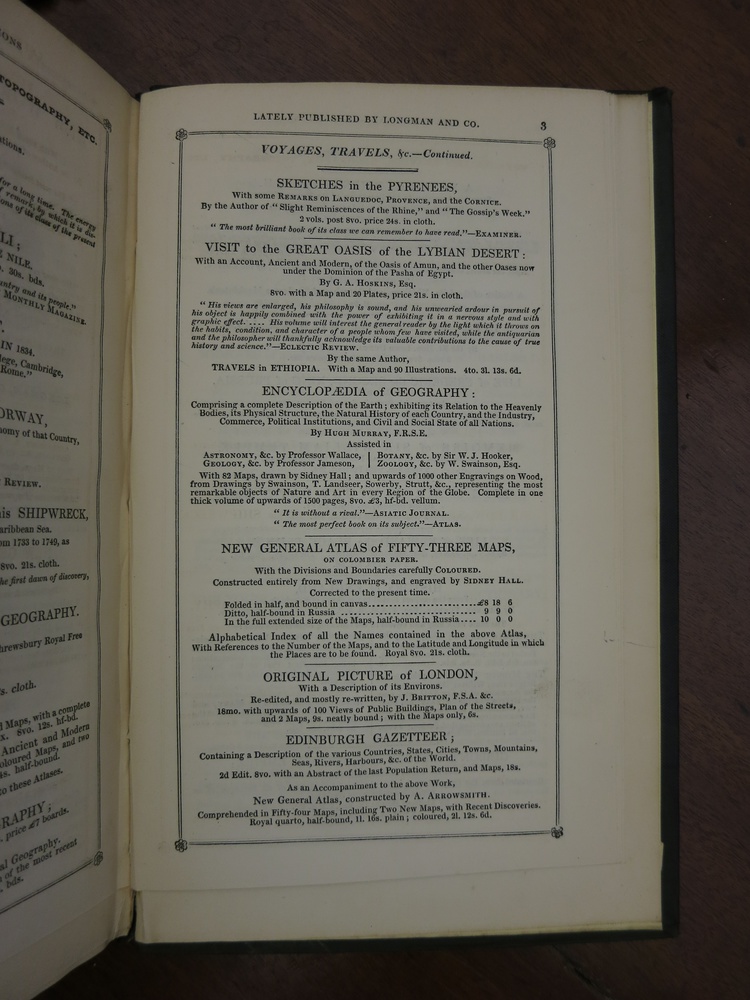 IONS
TOPOGRAPHY, ETC.
for a long time. The energy
of remark, by which it is dis-
ons of its class of the present
LI;
E NILE.
30s. bds.
ntry and its people."
MONTHLY MAGAZINE.
IN 1834.
lege, Cambridge,
Rome."
ORWAY,
nomy of that Country,
REVIEW.
his SHIPWRECK,
aribbean Sea.
om 1733 to 1749, as
8vo. 21s. cloth.
he first dawn of discovery,
GEOGRAPHY.
hrewsbury Royal Free
s. cloth.
Maps, with a complete
8vo. 12s. hf-bd.
Ancient and Modern
oloured Maps, and two
half-bound.
to these Atlases.
RAPHY;
price £7 boards.
al Geography.
of the most recent
bds.
LATELY PUBLISHED BY LONGMAN AND CO. 3
VOYAGES, TRAVELS, &c.—Continued.
SKETCHES in the PYRENEES,
With some REMARKS on LANGUEDOC, PROVENCE, and the CORNICE.
By the Author of "Slight Reminiscences of the Rhine," and "The Gossip's Week."
2 vols. post 8vo. price 24s. in cloth.
"The most brilliant book of its class we can remember to have read."—EXAMINER.
VISIT to the GREAT OASIS of the LYBIAN DESERT:
With an Account, Ancient and Modern, of the Oasis of Amun, and the other Oases now
under the Dominion of the Pasha of Egypt.
By G. A. HOSKINS, Esq.
8vo. with a Map and 20 Plates, price 21s. in cloth.
"His views are enlarged, his philosophy is sound, and his unwearied ardour in pursuit of
his object is happily combined with the power of exhibiting it in a nervous style and with
graphic effect. .... His volume will interest the general reader by the light which it throws on
the habits, condition, and character of a people whom few have visited, while the antiquarian
and the philosopher will thankfully acknowledge its valuable contributions to the cause of true
history and science."—ECLECTIC REVIEW.
By the same Author,
TRAVELS in ETHIOPIA. With a Map and 90 Illustrations. 4to. 3l. 13s. 6d.
ENCYCLOPÆDIA of GEOGRAPHY:
Comprising a complete Description of the Earth; exhibiting its Relation to the Heavenly
Bodies, its Physical Structure, the Natural History of each Country, and the Industry,
Commerce, Political Institutions, and Civil and Social State of all Nations.
By HUGH MURRAY, F.R.S.E.
Assisted in
ASTRONOMY, &c. by Professor Wallace, | BOTANY, &c. by Sir W. J. Hooker,
GEOLOGY, &c. by Professor Jameson, | ZOOLOGY, &c. by W. Swainson, Esq.
With 82 Maps, drawn by Sidney Hall; and upwards of 1000 other Engravings on Wood,
from Drawings by Swainson, T. Landseer, Sowerby, Strutt, &c., representing the most
remarkable objects of Nature and Art in every Region of the Globe. Complete in one
thick volume of upwards of 1500 pages, 8vo. £3, hf-bd. vellum.
"It is without a rival."—ASIATIC JOURNAL.
"The most perfect book on its subject."—ATLAS.
NEW GENERAL ATLAS of FIFTY-THREE MAPS,
ON COLOMBIER PAPER.
With the Divisions and Boundaries carefully COLOURED.
Constructed entirely from New Drawings, and engraved by SIDNEY HALL.
Corrected to the present time.
Folded in half, and bound in canvas..........................£8 18 6
Ditto, half-bound in Russia ................................ 9 9 0
In the full extended size of the Maps, half-bound in Russia.... 10 0 0
Alphabetical Index of all the Names contained in the above Atlas,
With References to the Number of the Maps, and to the Latitude and Longitude in which
the Places are to be found. Royal 8vo. 21s. cloth.
ORIGINAL PICTURE of LONDON,
With a Description of its Environs.
Re-edited, and mostly re-written, by J. BRITTON, F.S.A. &c.
18mo. with upwards of 100 Views of Public Buildings, Plan of the Streets,
and 2 Maps, 9s. neatly bound; with the Maps only, 6s.
EDINBURGH GAZETTEER;
Containing a Description of the various Countries, States, Cities, Towns, Mountains,
Seas, Rivers, Harbours, &c. of the World.
2d Edit. 8vo. with an Abstract of the last Population Return, and Maps, 18s.
As an Accompaniment to the above Work,
New General Atlas, constructed by A. ARROWSMITH.
Comprehended in Fifty-four Maps, including Two New Maps, with Recent Discoveries.
Royal quarto, half-bound, 1l. 16s. plain; coloured, 2l. 12s. 6d.